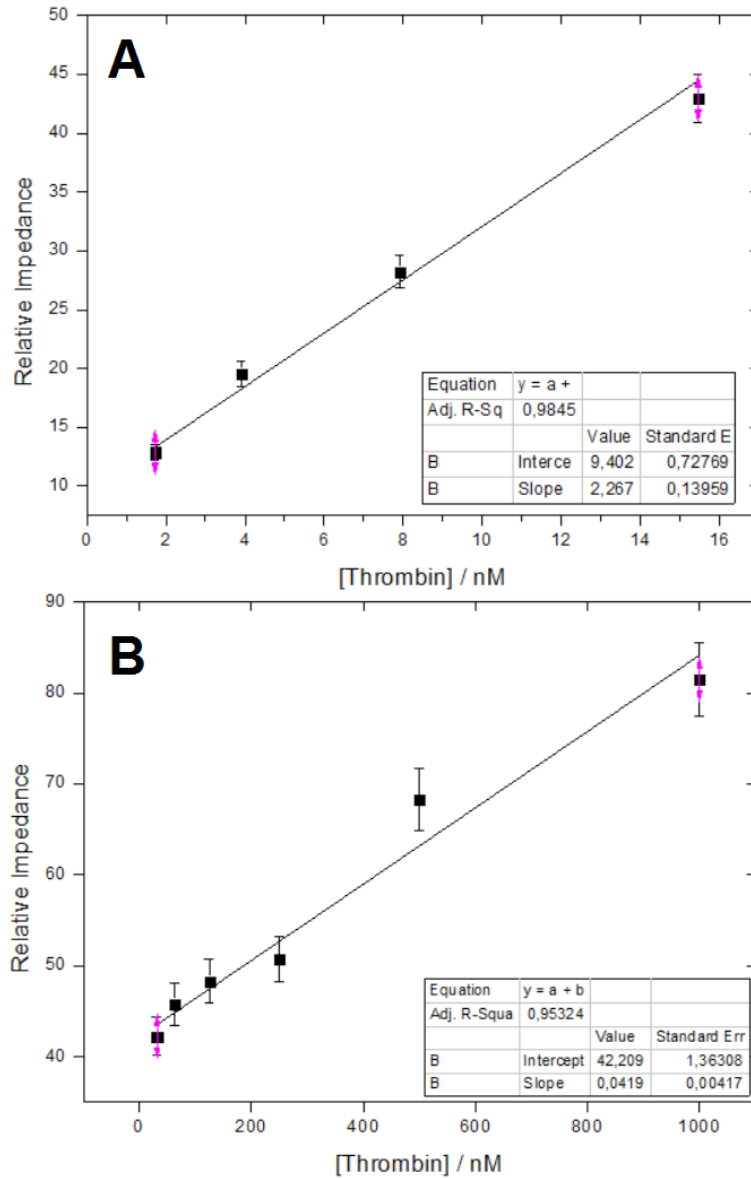 A
50
45
40
35
30
25
20
15
10
Relative Impedance
Equation y = a +
Adj. R-Sq 0,9845
Value Standard E
B Interce 9,402 0,72769
B Slope 2,267 0,13959
0 2 4 6 8 10 12 14 16
[Thrombin] / nM
B
90
80
70
60
50
40
Relative Impedance
Equation y = a + b
Adj. R-Squa 0,95324
Value Standard Err
B Intercept 42,209 1,36308
B Slope 0,0419 0,00417
0 200 400 600 800 1000
[Thrombin] / nM